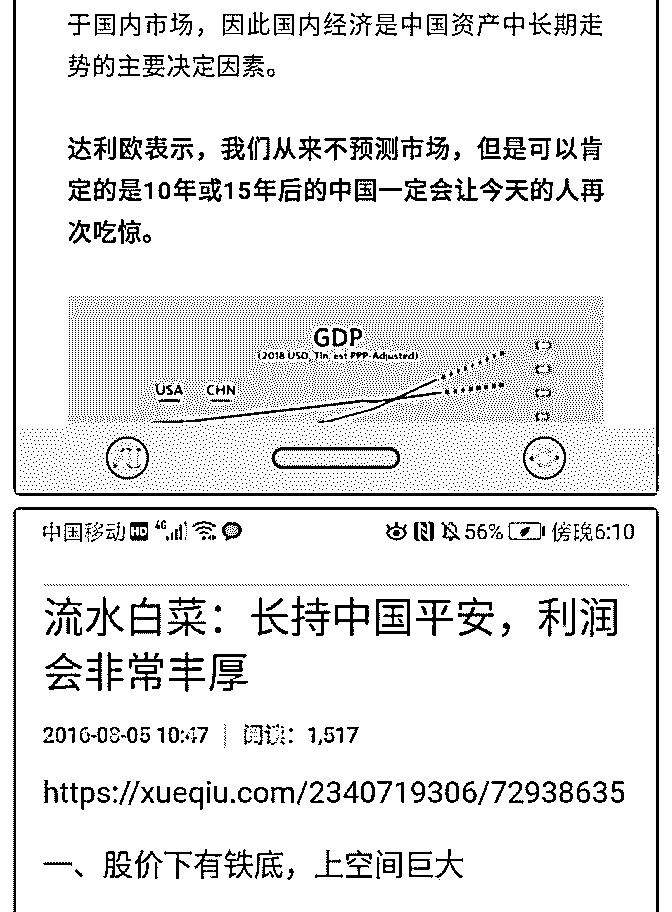 于国内市场，因此国内经济是中国资产中长期走
势的主要决定因素。
达利欧表示，我们从来不预测市场，但是可以肯
定的是10年或15年后的中国一定会让今天的人再
次吃惊。
GDP
(2018 USD, Tln, est PPP-Adjusted)
USA CHN
中国移动 HD 4G 56% 傍晚6:10
流水白菜：长持中国平安，利润
会非常丰厚
2016-08-05 10:47 | 阅读：1,517
https://xueqiu.com/2340719306/72938635
一、股价下有铁底，上空间巨大